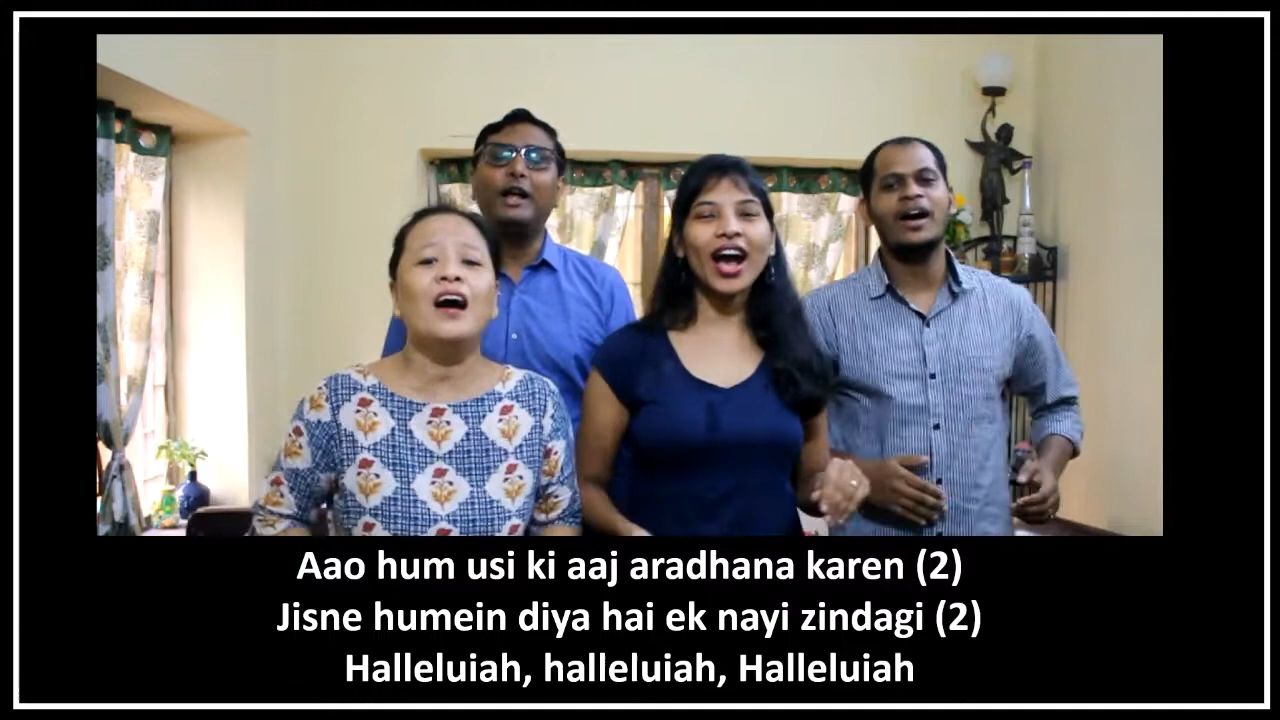 Aao hum usi ki aaj aradhana karen (2)
Jisne humein diya hai ek nayi zindagi (2)
Halleluiah, halleluiah, Halleluiah